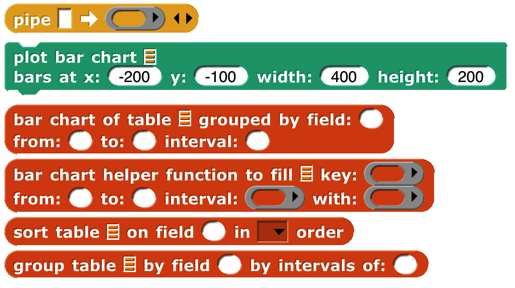 pipe
plot bar chart
bars at x: -200 y: -100 width: 400 height: 200
bar chart of table grouped by field:
from: to: interval:
bar chart helper function to fill key:
from: to: interval: with:
sort table on field in order
group table by field by intervals of: